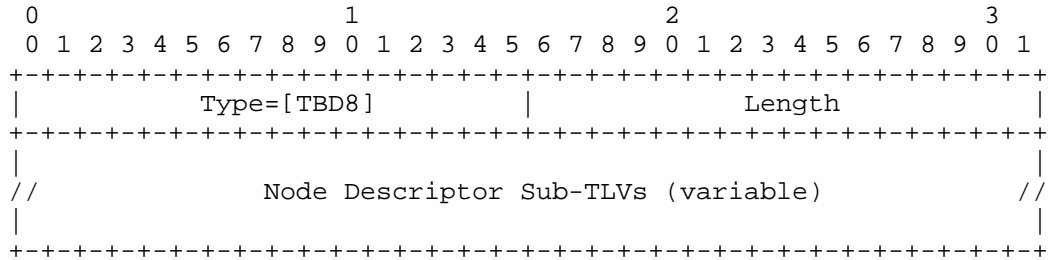 0                   1                   2                   3
 0 1 2 3 4 5 6 7 8 9 0 1 2 3 4 5 6 7 8 9 0 1 2 3 4 5 6 7 8 9 0 1
+-+-+-+-+-+-+-+-+-+-+-+-+-+-+-+-+-+-+-+-+-+-+-+-+-+-+-+-+-+-+-+-+
|           Type=[TBD8]         |             Length            |
+-+-+-+-+-+-+-+-+-+-+-+-+-+-+-+-+-+-+-+-+-+-+-+-+-+-+-+-+-+-+-+-+
|                                                               |
//              Node Descriptor Sub-TLVs (variable)            //
|                                                               |
+-+-+-+-+-+-+-+-+-+-+-+-+-+-+-+-+-+-+-+-+-+-+-+-+-+-+-+-+-+-+-+-+